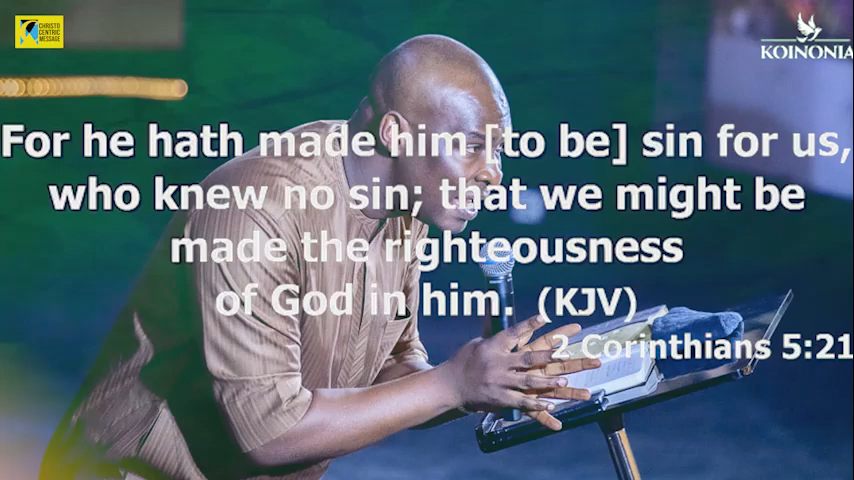 CHRISTO
CENTRIC
MESSAGE
KOINONIA
For he hath made him [to be] sin for us,
who knew no sin; that we might be
made the righteousness
of God in him. (KJV)
2 Corinthians 5:21